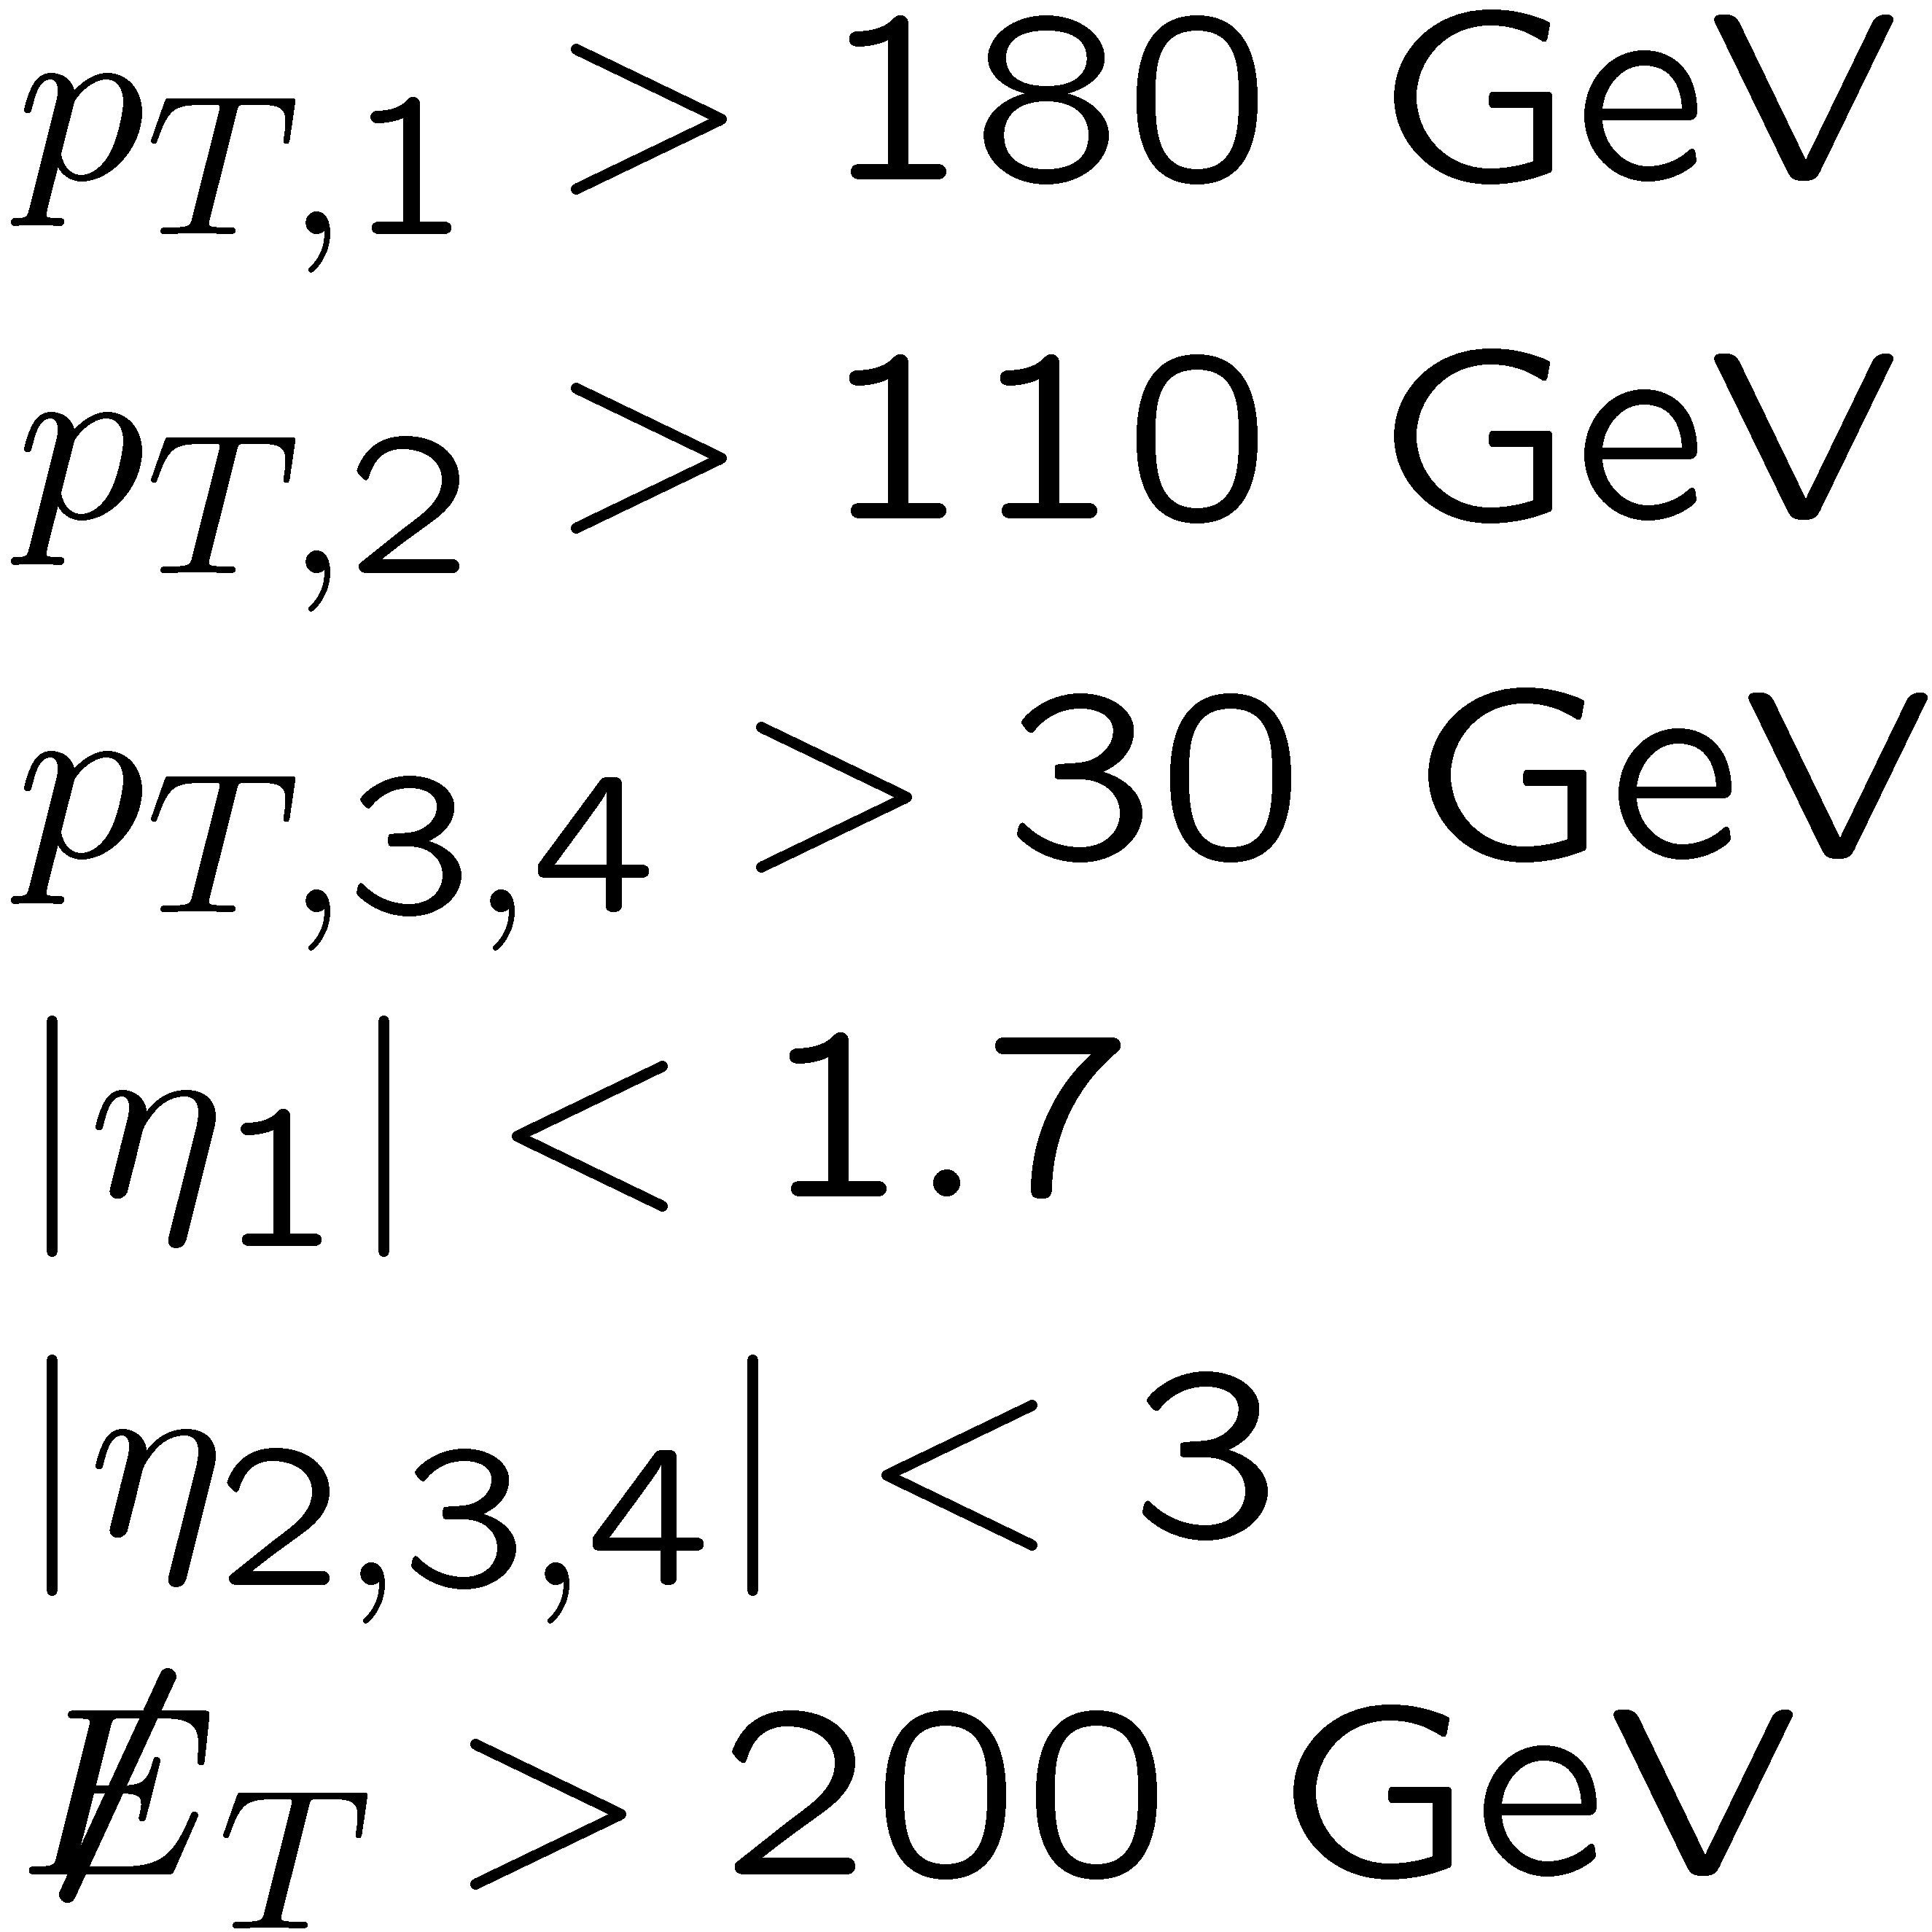 p_{T,1} > 180 GeV
p_{T,2} > 110 GeV
p_{T,3,4} > 30 GeV
|η_1| < 1.7
|η_{2,3,4}| < 3
E̸_T > 200 GeV